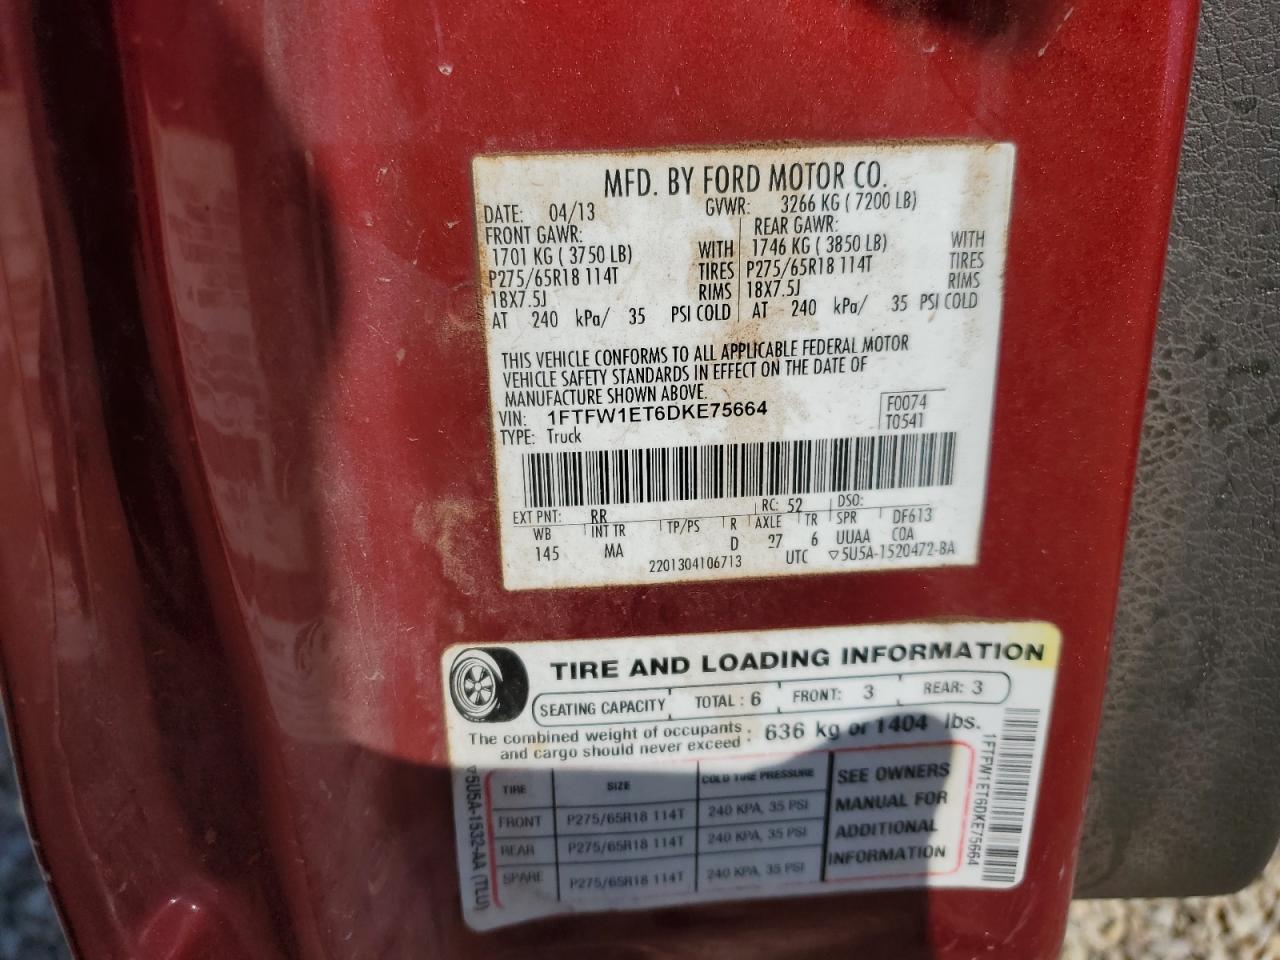 MFD. BY FORD MOTOR CO.
DATE: 04/13 GVWR: 3266 KG ( 7200 LB)
FRONT GAWR: REAR GAWR:
1701 KG ( 3750 LB) WITH 1746 KG ( 3850 LB) WITH
P275/65R18 114T TIRES P275/65R18 114T TIRES
18X7.5J RIMS 18X7.5J RIMS
AT 240 kPa/ 35 PSI COLD AT 240 kPa/ 35 PSI COLD
THIS VEHICLE CONFORMS TO ALL APPLICABLE FEDERAL MOTOR
VEHICLE SAFETY STANDARDS IN EFFECT ON THE DATE OF
MANUFACTURE SHOWN ABOVE.
VIN: 1FTFW1ET6DKE75664 F0074
TYPE: Truck T0541
EXT PNT: RR RC: 52 DSO:
WB INT TR TP/PS R AXLE TR SPR DF613
145 MA D 27 6 UUAA COA
2201304106713 UTC ▽5U5A-1520472-BA
TIRE AND LOADING INFORMATION
SEATING CAPACITY TOTAL : 6 FRONT: 3 REAR: 3
The combined weight of occupants
and cargo should never exceed : 636 kg or 1404 lbs.
TIRE SIZE COLD TIRE PRESSURE SEE OWNERS
FRONT P275/65R18 114T 240 KPA, 35 PSI MANUAL FOR
REAR P275/65R18 114T 240 KPA, 35 PSI ADDITIONAL
SPARE P275/65R18 114T 240 KPA, 35 PSI INFORMATION
▽5U5A-1532-AA (TLU)
1FTFW1ET6DKE75664